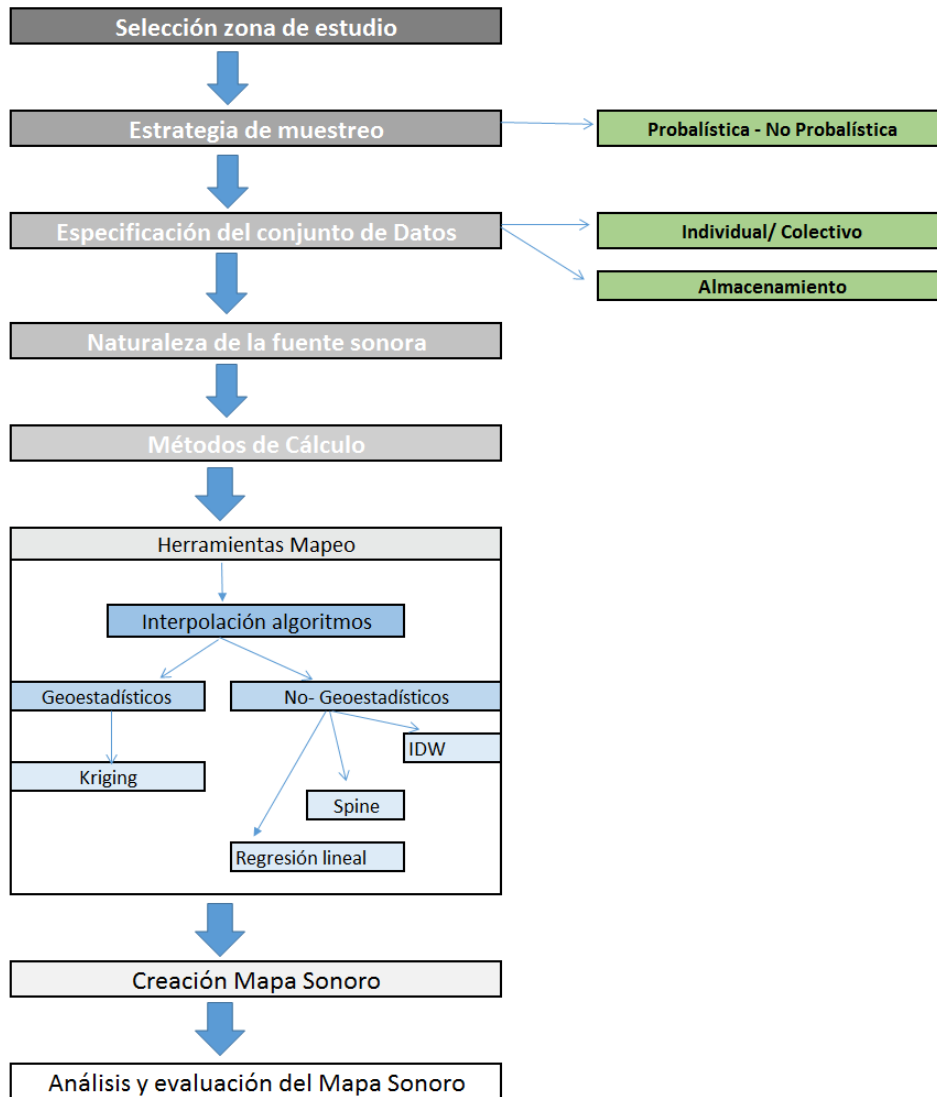 Selección zona de estudio
Estrategia de muestreo
Probalística - No Probalística
Especificación del conjunto de Datos
Individual/ Colectivo
Almacenamiento
Naturaleza de la fuente sonora
Métodos de Cálculo
Herramientas Mapeo
Interpolación algoritmos
Geoestadísticos
No- Geoestadísticos
IDW
Kriging
Spine
Regresión lineal
Creación Mapa Sonoro
Análisis y evaluación del Mapa Sonoro